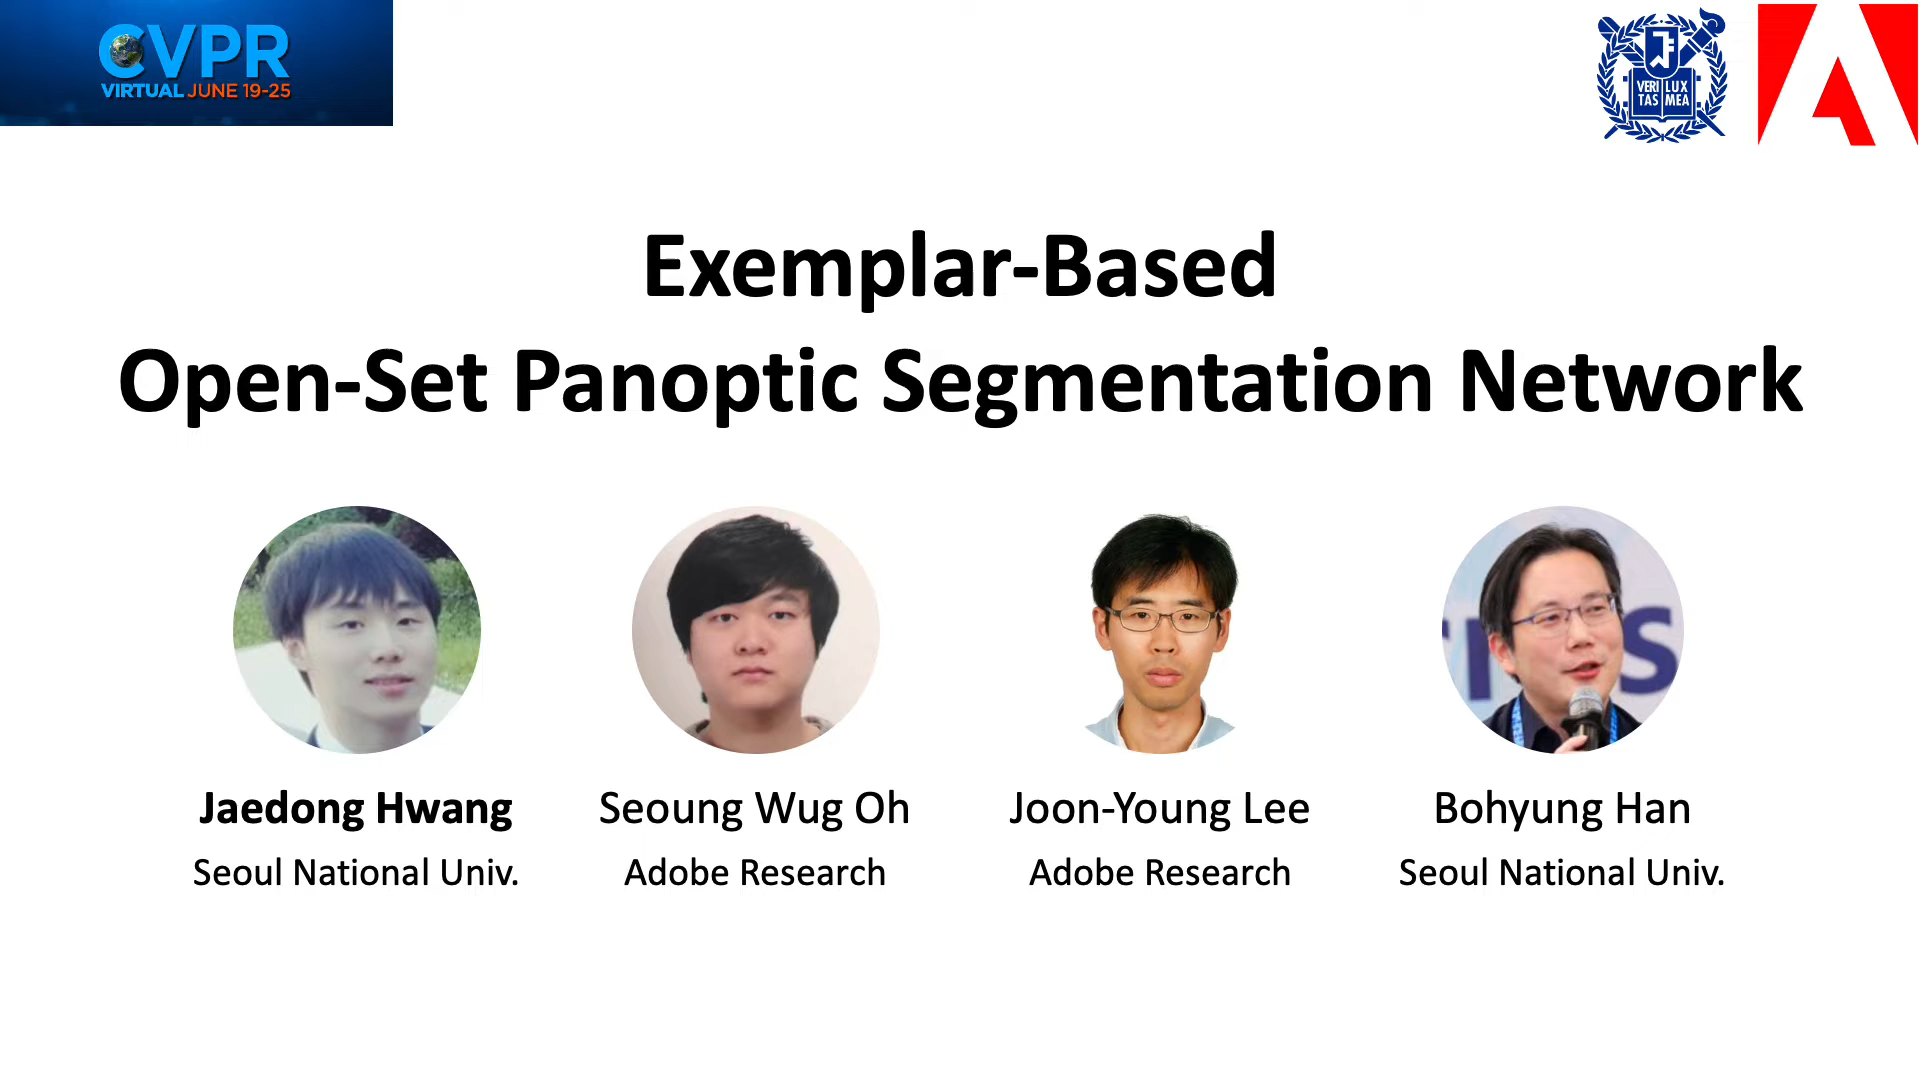 CVPR
VIRTUAL JUNE 19-25
VERI LUX
TAS MEA
Exemplar-Based
Open-Set Panoptic Segmentation Network
S
Jaedong Hwang
Seoung Wug Oh
Joon-Young Lee
Bohyung Han
Seoul National Univ.
Adobe Research
Adobe Research
Seoul National Univ.